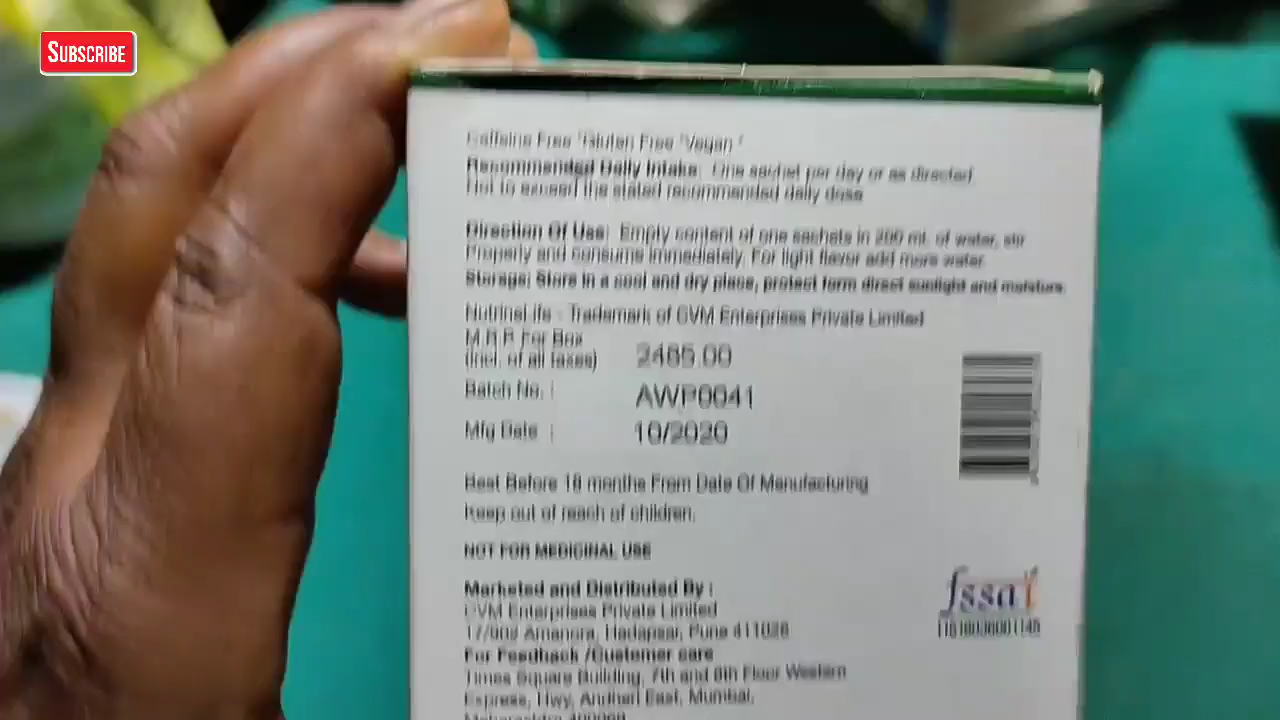 SUBSCRIBE
Caffeine Free "Gluten Free "Vegan "
Recommended Daily Intake: One sachet per day or as directed.
Not to exceed the stated recommended daily dose
Direction Of Use: Empty content of one sachets in 200 mL of water, stir
Properly and consume immediately. For light flavor add more water.
Storage: Store in a cool and dry place, protect form direct sunlight and moisture.
NutrineLife - Trademark of CVM Enterprises Private Limited
M.R.P. For Box
(incl. of all taxes) 2485.00
Batch No. : AWP0041
Mfg Date : 10/2020
Best Before 18 months From Date Of Manufacturing
Keep out of reach of children.
NOT FOR MEDICINAL USE
Marketed and Distributed By :
CVM Enterprises Private Limited
17/902 Amanora, Hadapsar, Pune 411028
fssai
For Feedback /Customer care
Times Square Building, 7th and 8th Floor Western
Express, Hwy, Andheri East, Mumbai,
Maharashtra